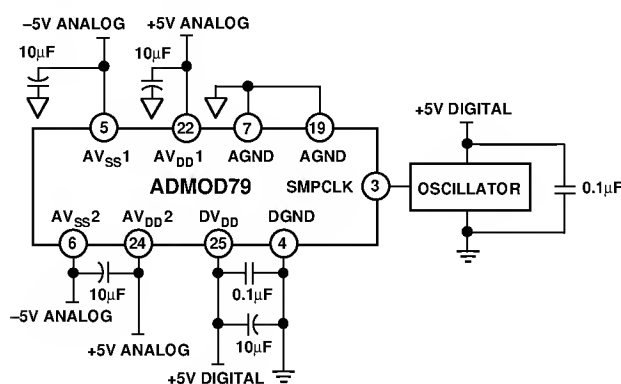 –5V ANALOG
+5V ANALOG
10µF
10µF
+5V DIGITAL
5
22
7
19
AVSS1
AVDD1
AGND
AGND
ADMOD79
SMPCLK
3
OSCILLATOR
0.1µF
AVSS2
AVDD2
DVDD
DGND
6
24
25
4
10µF
0.1µF
–5V ANALOG
10µF
+5V ANALOG
+5V DIGITAL